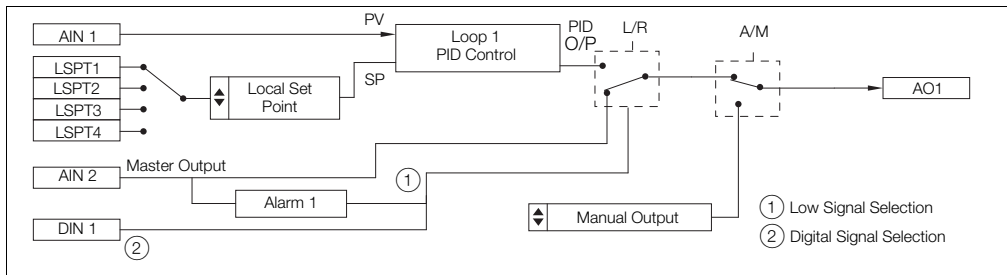 AIN 1
PV
Loop 1
PID Control
PID
O/P
L/R
A/M
LSPT1
LSPT2
LSPT3
LSPT4
Local Set
Point
SP
AO1
AIN 2
Master Output
Alarm 1
1
DIN 1
2
Manual Output
1 Low Signal Selection
2 Digital Signal Selection